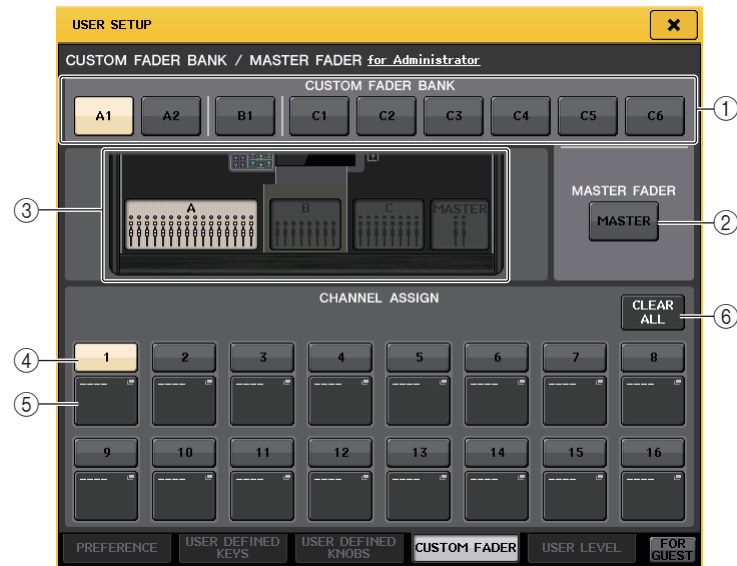 USER SETUP
CUSTOM FADER BANK / MASTER FADER for Administrator
CUSTOM FADER BANK
A1 A2 B1 C1 C2 C3 C4 C5 C6
①
A B C MASTER
③
MASTER FADER
MASTER
②
CHANNEL ASSIGN
CLEAR ALL
⑥
④
1 2 3 4 5 6 7 8
⑤
---- ---- ---- ---- ---- ---- ---- ----
9 10 11 12 13 14 15 16
---- ---- ---- ---- ---- ---- ---- ----
PREFERENCE USER DEFINED KEYS USER DEFINED KNOBS CUSTOM FADER USER LEVEL FOR GUEST